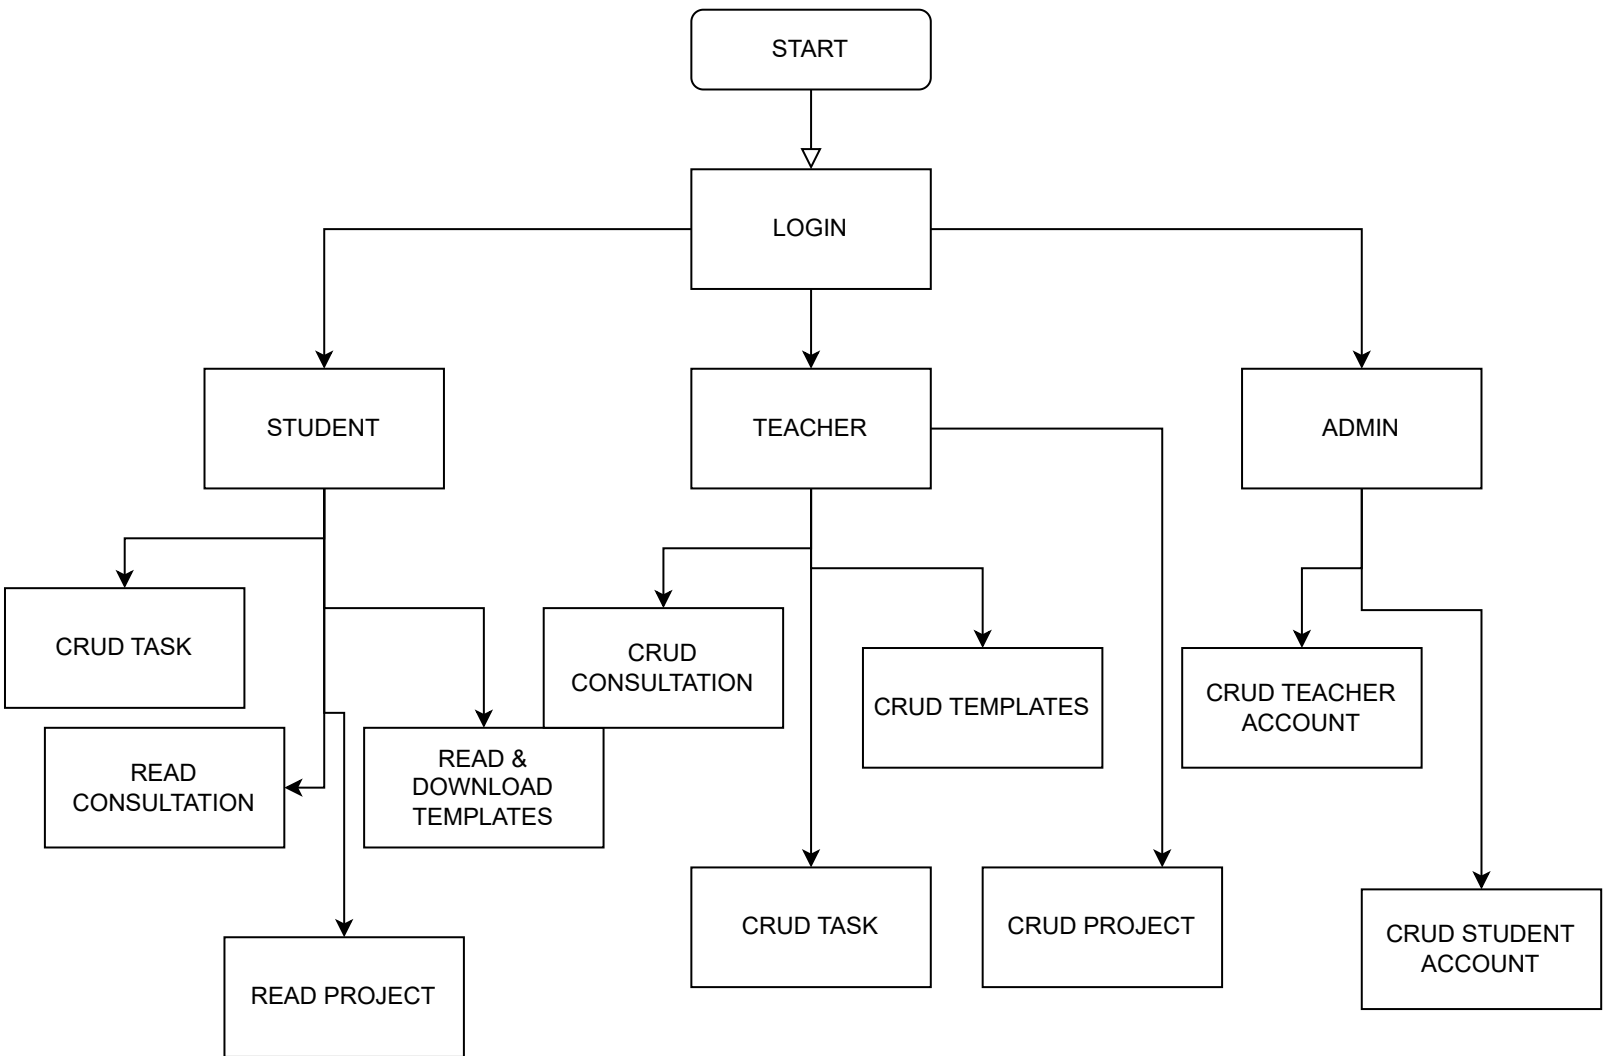 START
LOGIN
STUDENT
TEACHER
ADMIN
CRUD TASK
CRUD
CONSULTATION
CRUD TEMPLATES
CRUD TEACHER
ACCOUNT
READ
CONSULTATION
READ &
DOWNLOAD
TEMPLATES
CRUD TASK
CRUD PROJECT
CRUD STUDENT
ACCOUNT
READ PROJECT